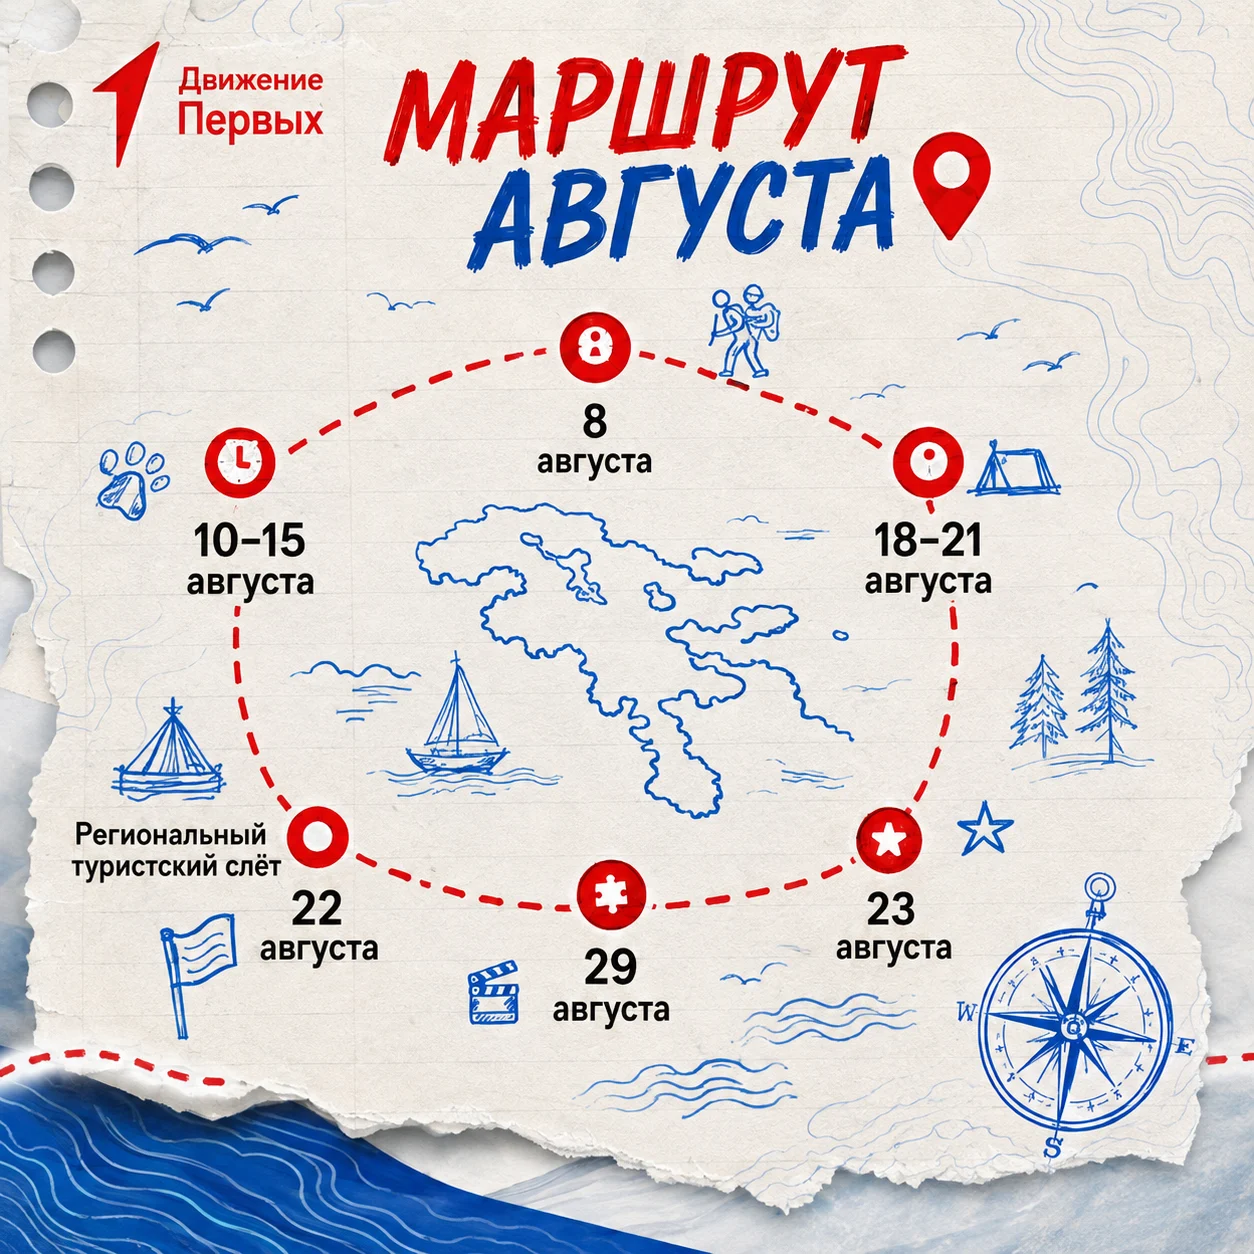 Движение
Первых
МАРШРУТ
АВГУСТА
8
августа
10–15
августа
18–21
августа
Региональный
туристский слёт
22
августа
23
августа
29
августа
W
E
S